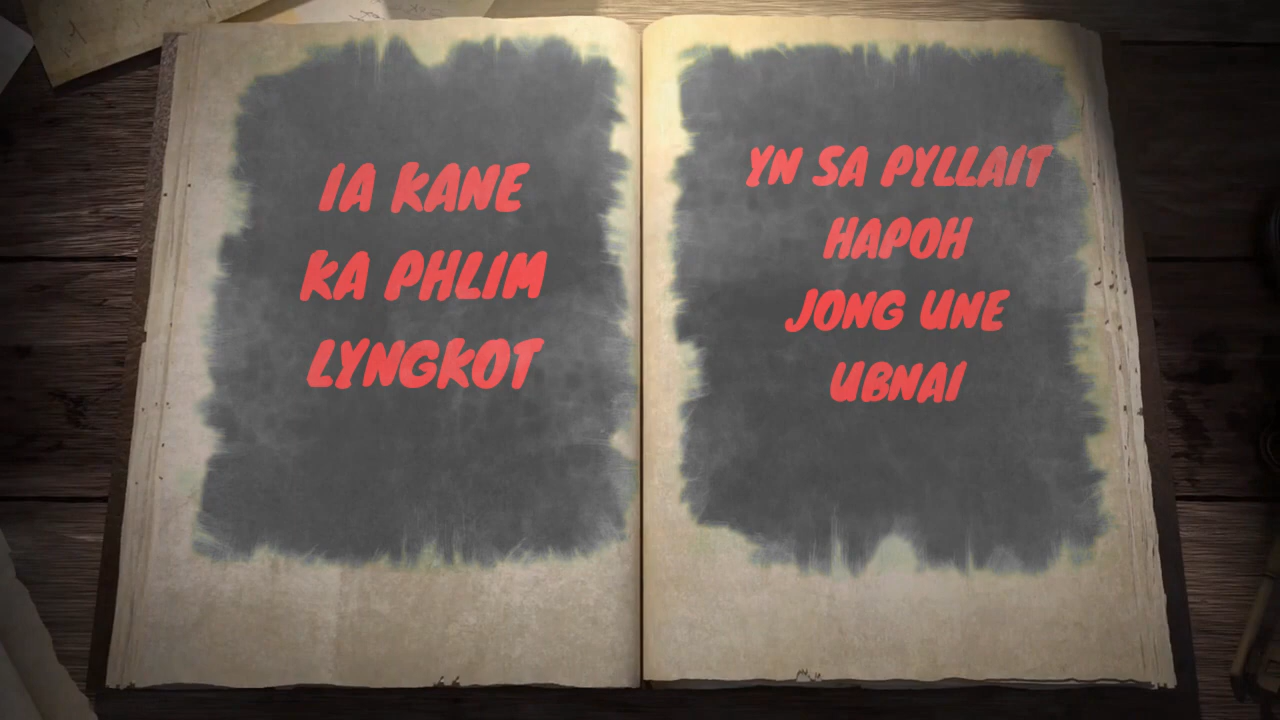 IA KANE
KA PHLIM
LYNGKOT
YN SA PYLLAIT
HAPOH
JONG UNE
UBNAI